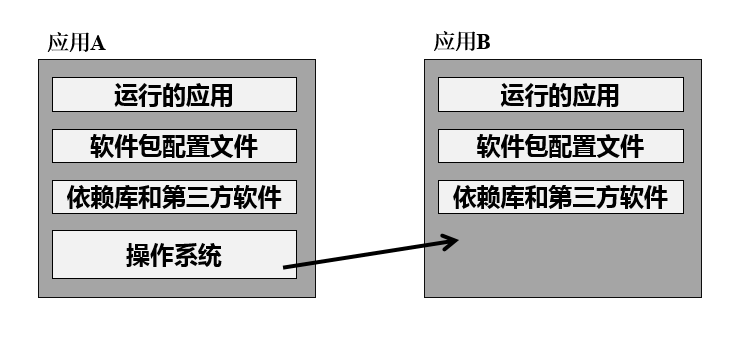 应用A
运行的应用
软件包配置文件
依赖库和第三方软件
操作系统
应用B
运行的应用
软件包配置文件
依赖库和第三方软件